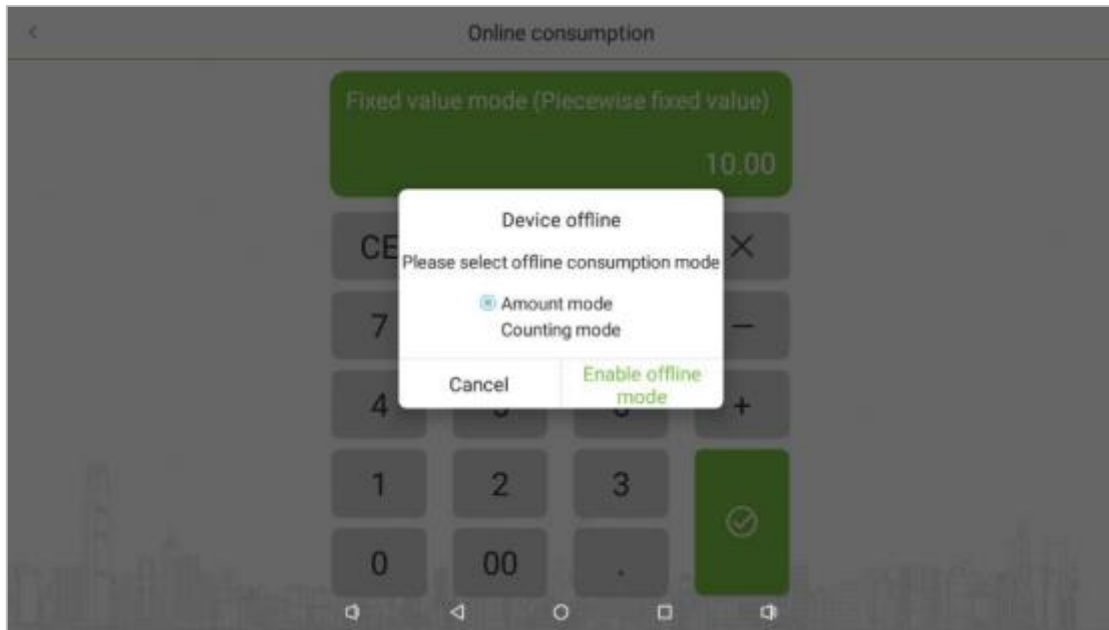 Online consumption
Fixed value mode (Piecewise fixed value)
10.00
Device offline
Please select offline consumption mode
Amount mode
Counting mode
Cancel
Enable offline
mode
CE
×
7
—
4
+
1 2 3
0 00 .